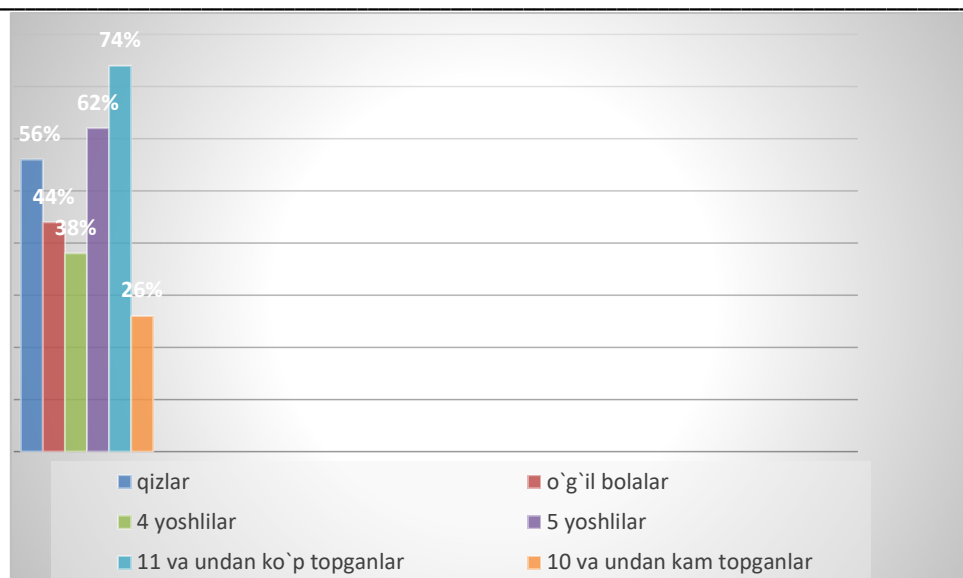 74%
62%
56%
44%
38%
26%
qizlar
o`g`il bolalar
4 yoshlilar
5 yoshlilar
11 va undan ko`p topganlar
10 va undan kam topganlar